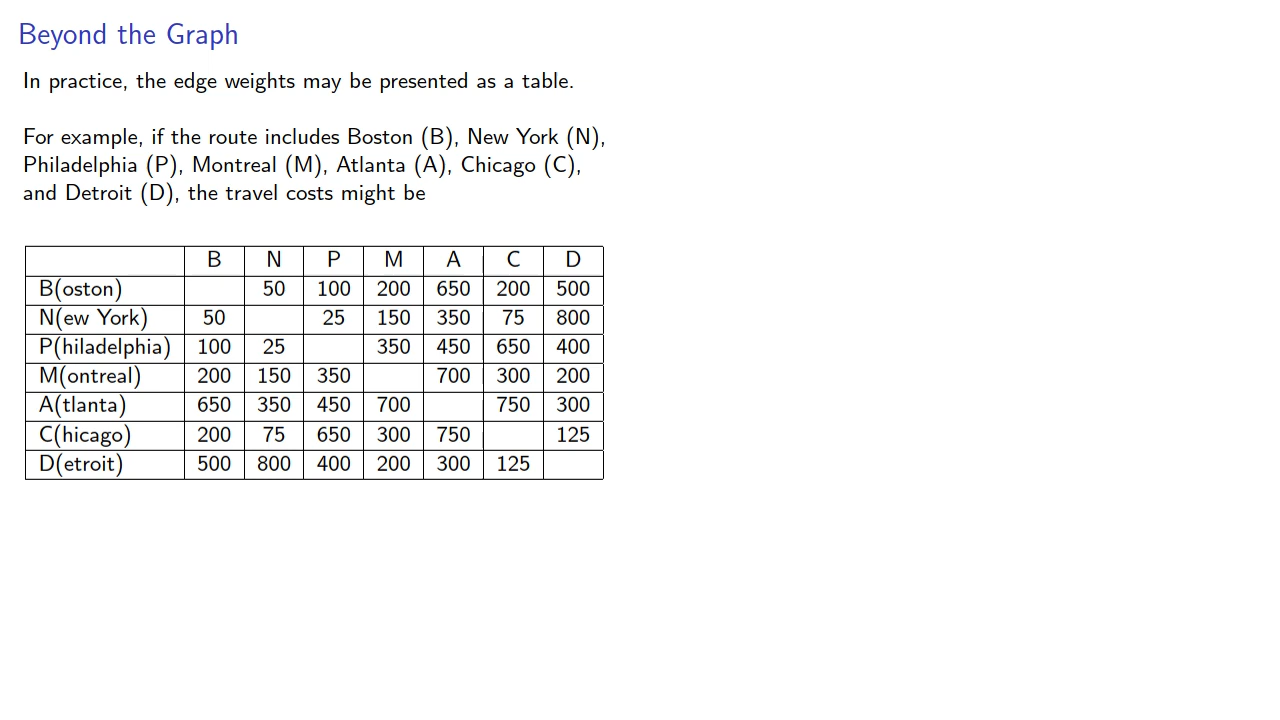 Beyond the Graph
In practice, the edge weights may be presented as a table.
For example, if the route includes Boston (B), New York (N),
Philadelphia (P), Montreal (M), Atlanta (A), Chicago (C),
and Detroit (D), the travel costs might be
B N P M A C D
B(oston) 50 100 200 650 200 500
N(ew York) 50 25 150 350 75 800
P(hiladelphia) 100 25 350 450 650 400
M(ontreal) 200 150 350 700 300 200
A(tlanta) 650 350 450 700 750 300
C(hicago) 200 75 650 300 750 125
D(etroit) 500 800 400 200 300 125